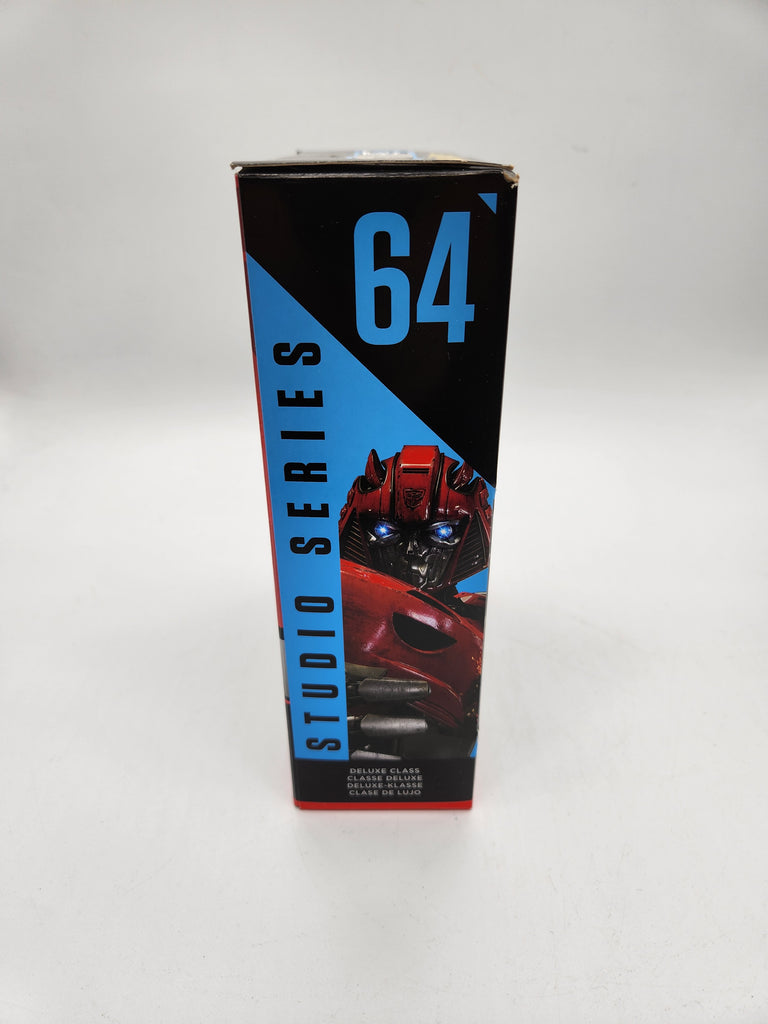 64
STUDIO SERIES
DELUXE CLASS
CLASSE DELUXE
DELUXE-KLASSE
CLASE DE LUJO